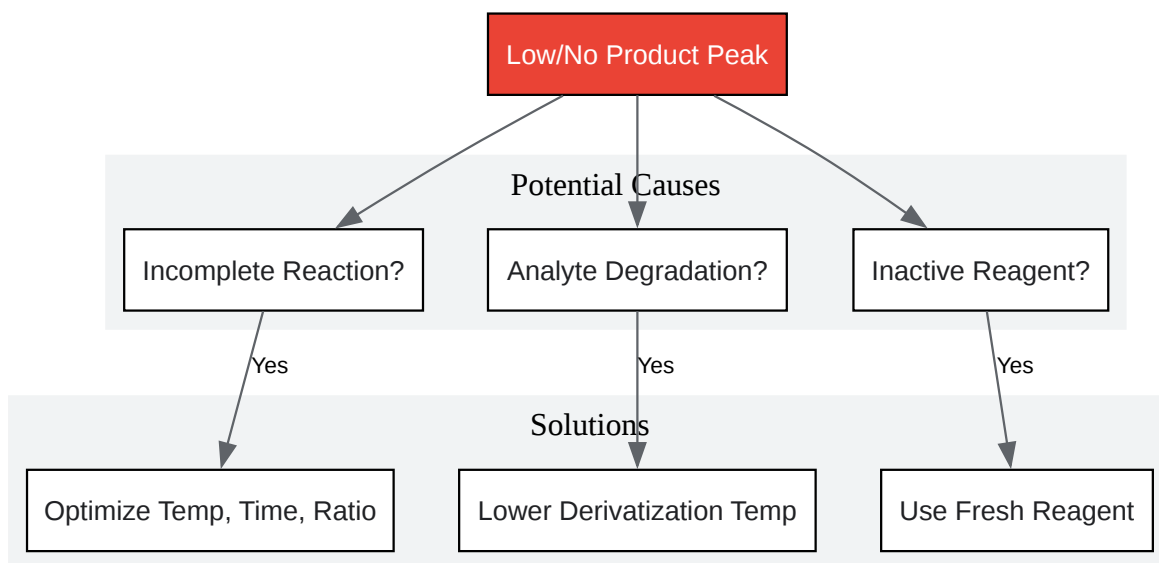 Low/No Product Peak
Potential Causes
Incomplete Reaction?
Analyte Degradation?
Inactive Reagent?
Yes
Yes
Yes
Solutions
Optimize Temp, Time, Ratio
Lower Derivatization Temp
Use Fresh Reagent